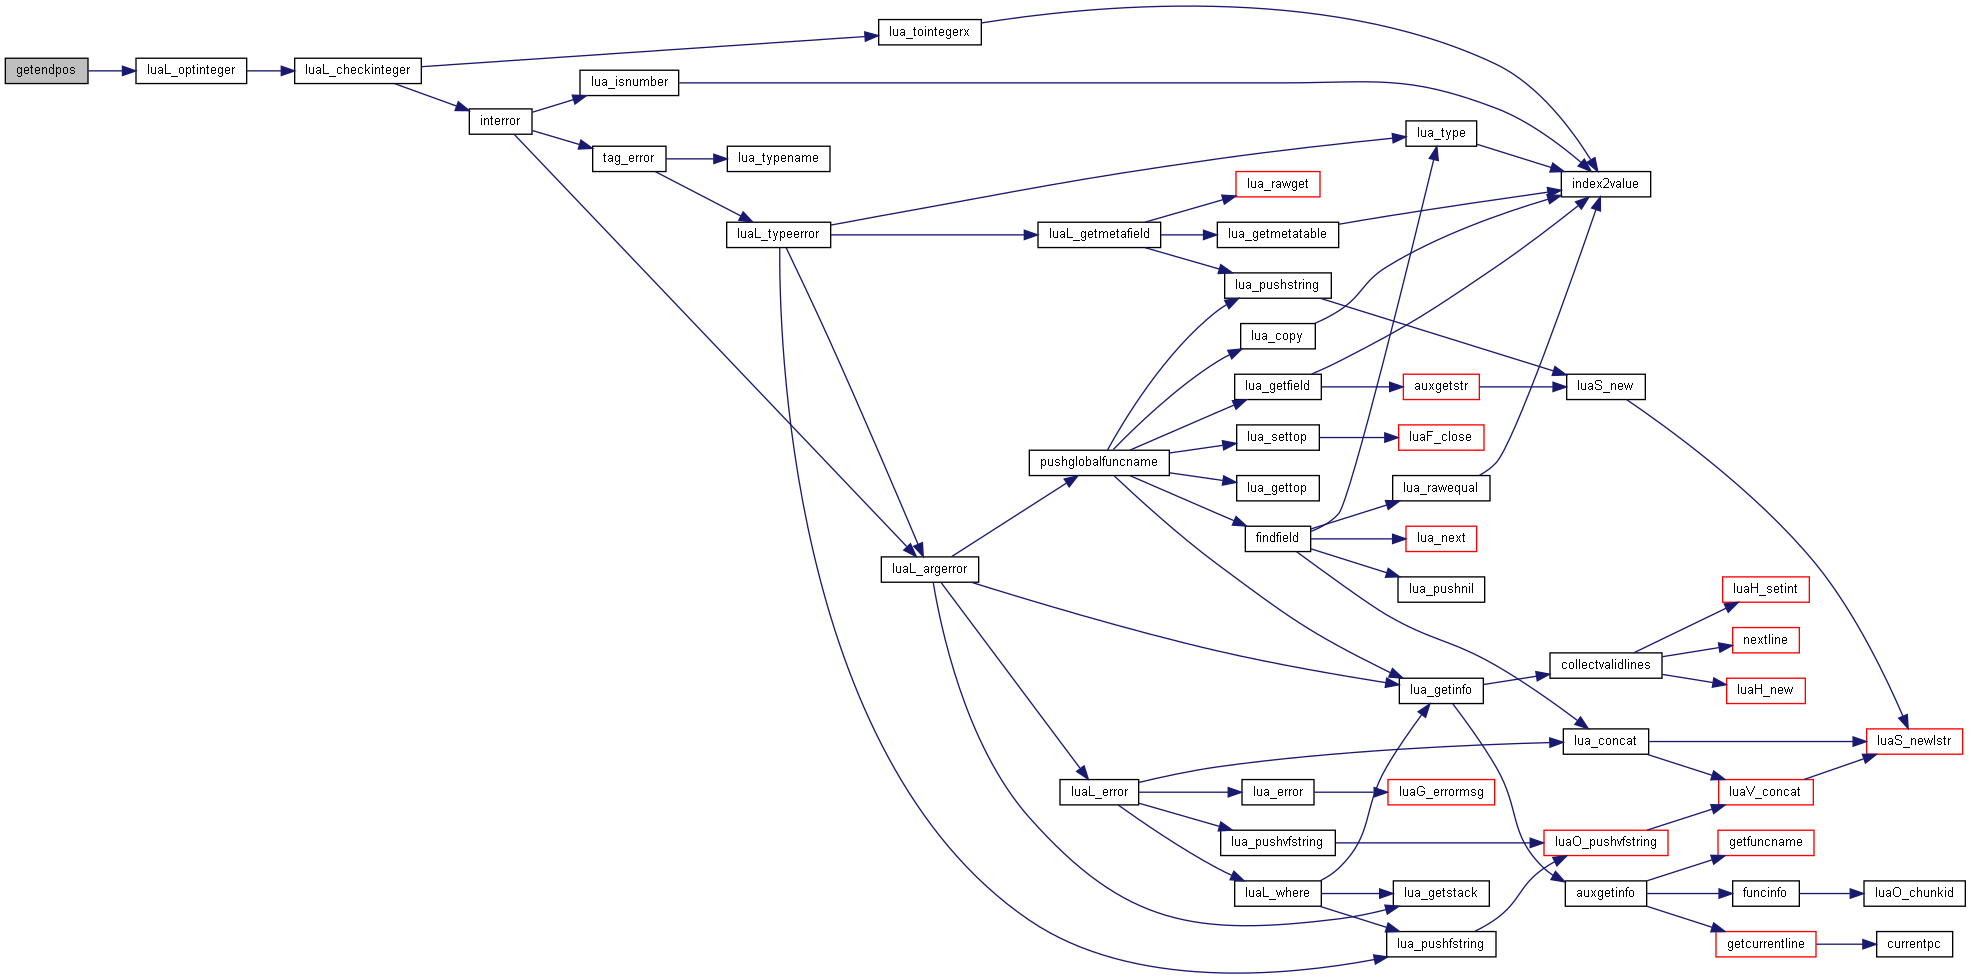 getendpos
luaL_optinteger
luaL_checkinteger
lua_tointegerx
interror
lua_isnumber
tag_error
lua_typename
luaL_typeerror
luaL_argerror
lua_type
index2value
lua_rawget
luaL_getmetafield
lua_getmetatable
lua_pushstring
lua_copy
lua_getfield
auxgetstr
luaS_new
lua_settop
luaF_close
pushglobalfuncname
lua_gettop
lua_rawequal
findfield
lua_next
lua_pushnil
luaH_setint
nextline
collectvalidlines
luaH_new
lua_getinfo
lua_concat
luaS_newlstr
luaL_error
lua_error
luaG_errormsg
luaV_concat
lua_pushvfstring
luaO_pushvfstring
getfuncname
luaL_where
lua_getstack
auxgetinfo
funcinfo
luaO_chunkid
lua_pushfstring
getcurrentline
currentpc